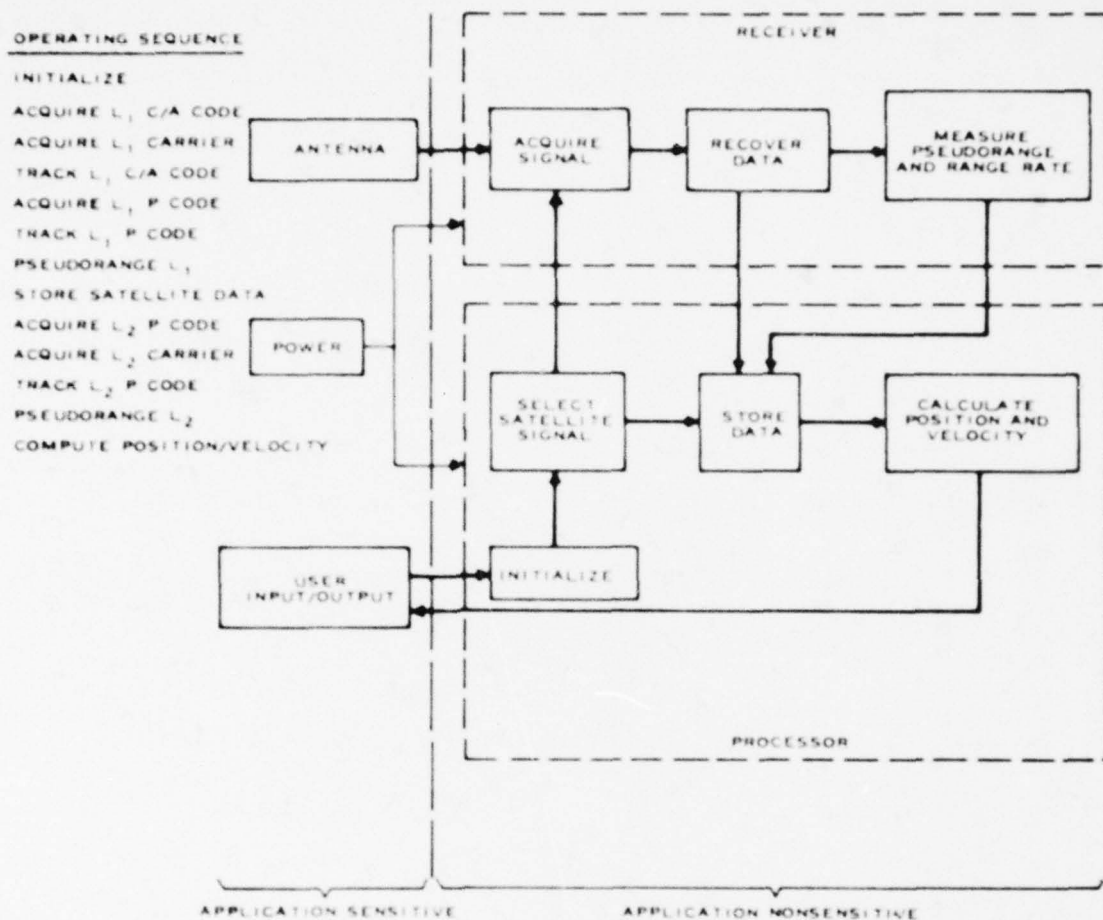 OPERATING SEQUENCE
INITIALIZE
ACQUIRE L₁ C/A CODE
ACQUIRE L₁ CARRIER
TRACK L₁ C/A CODE
ACQUIRE L₁ P CODE
TRACK L₁ P CODE
PSEUDORANGE L₁
STORE SATELLITE DATA
ACQUIRE L₂ P CODE
ACQUIRE L₂ CARRIER
TRACK L₂ P CODE
PSEUDORANGE L₂
COMPUTE POSITION/VELOCITY
ANTENNA
POWER
USER
INPUT/OUTPUT
RECEIVER
ACQUIRE
SIGNAL
RECOVER
DATA
MEASURE
PSEUDORANGE
AND RANGE RATE
SELECT
SATELLITE
SIGNAL
STORE
DATA
CALCULATE
POSITION AND
VELOCITY
INITIALIZE
PROCESSOR
APPLICATION SENSITIVE
APPLICATION NONSENSITIVE